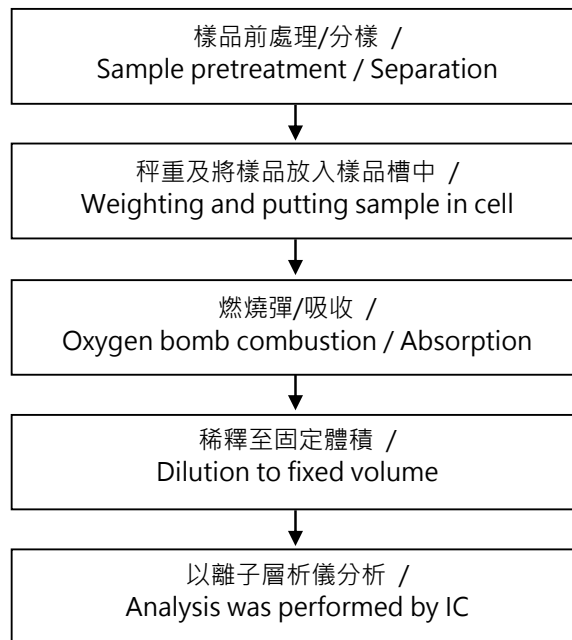 樣品前處理/分樣 /
Sample pretreatment / Separation
秤重及將樣品放入樣品槽中 /
Weighting and putting sample in cell
燃燒彈/吸收 /
Oxygen bomb combustion / Absorption
稀釋至固定體積 /
Dilution to fixed volume
以離子層析儀分析 /
Analysis was performed by IC